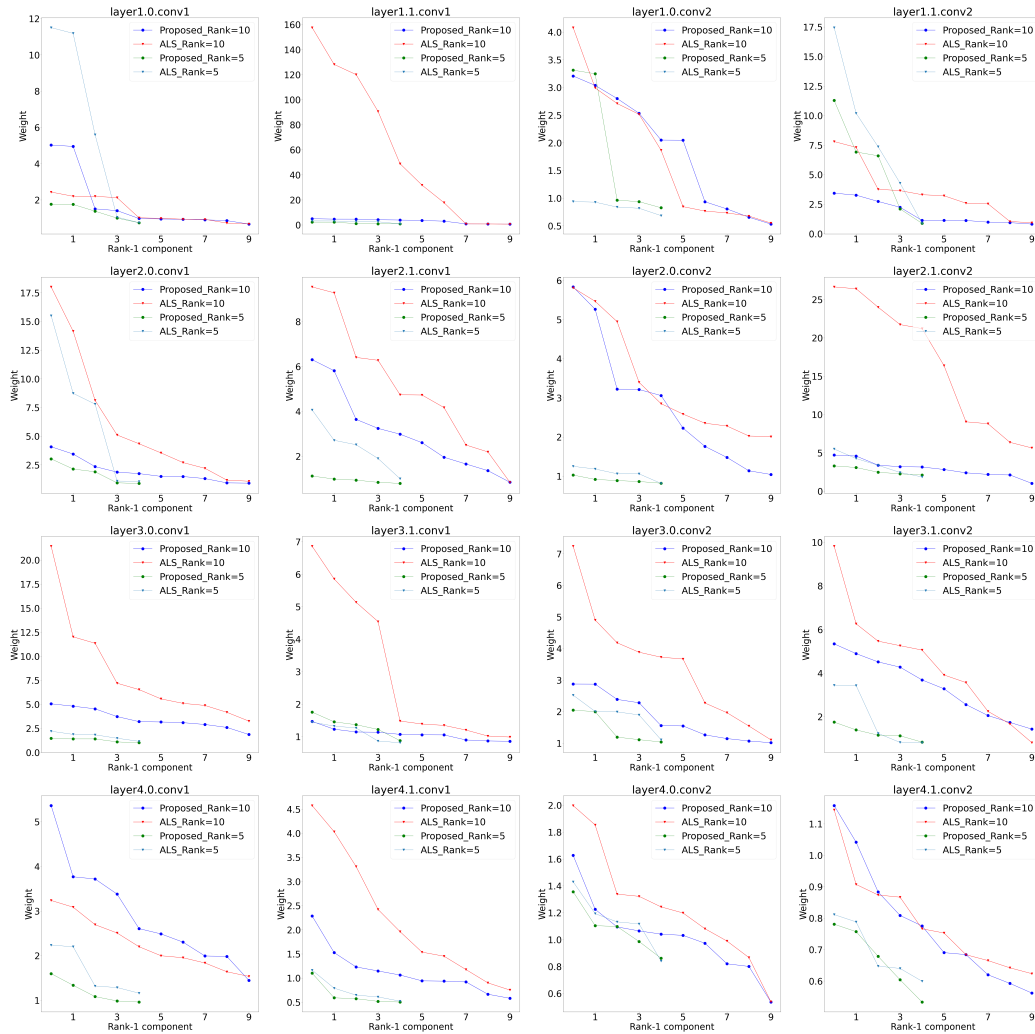 layer1.0.conv1
12
10
8
6
4
2
Weight
Proposed_Rank=10
ALS_Rank=10
Proposed_Rank=5
ALS_Rank=5
1 3 5 7 9
Rank-1 component
layer1.1.conv1
160
140
120
100
80
60
40
20
0
Weight
Proposed_Rank=10
ALS_Rank=10
Proposed_Rank=5
ALS_Rank=5
1 3 5 7 9
Rank-1 component
layer1.0.conv2
4.0
3.5
3.0
2.5
2.0
1.5
1.0
0.5
Weight
Proposed_Rank=10
ALS_Rank=10
Proposed_Rank=5
ALS_Rank=5
1 3 5 7 9
Rank-1 component
layer1.1.conv2
17.5
15.0
12.5
10.0
7.5
5.0
2.5
0.0
Weight
Proposed_Rank=10
ALS_Rank=10
Proposed_Rank=5
ALS_Rank=5
1 3 5 7 9
Rank-1 component
layer2.0.conv1
17.5
15.0
12.5
10.0
7.5
5.0
2.5
Weight
Proposed_Rank=10
ALS_Rank=10
Proposed_Rank=5
ALS_Rank=5
1 3 5 7 9
Rank-1 component
layer2.1.conv1
8
6
4
2
Weight
Proposed_Rank=10
ALS_Rank=10
Proposed_Rank=5
ALS_Rank=5
1 3 5 7 9
Rank-1 component
layer2.0.conv2
6
5
4
3
2
1
Weight
Proposed_Rank=10
ALS_Rank=10
Proposed_Rank=5
ALS_Rank=5
1 3 5 7 9
Rank-1 component
layer2.1.conv2
25
20
15
10
5
0
Weight
Proposed_Rank=10
ALS_Rank=10
Proposed_Rank=5
ALS_Rank=5
1 3 5 7 9
Rank-1 component
layer3.0.conv1
20.0
17.5
15.0
12.5
10.0
7.5
5.0
2.5
0.0
Weight
Proposed_Rank=10
ALS_Rank=10
Proposed_Rank=5
ALS_Rank=5
1 3 5 7 9
Rank-1 component
layer3.1.conv1
7
6
5
4
3
2
1
Weight
Proposed_Rank=10
ALS_Rank=10
Proposed_Rank=5
ALS_Rank=5
1 3 5 7 9
Rank-1 component
layer3.0.conv2
7
6
5
4
3
2
1
Weight
Proposed_Rank=10
ALS_Rank=10
Proposed_Rank=5
ALS_Rank=5
1 3 5 7 9
Rank-1 component
layer3.1.conv2
10
8
6
4
2
Weight
Proposed_Rank=10
ALS_Rank=10
Proposed_Rank=5
ALS_Rank=5
1 3 5 7 9
Rank-1 component
layer4.0.conv1
5
4
3
2
1
Weight
Proposed_Rank=10
ALS_Rank=10
Proposed_Rank=5
ALS_Rank=5
1 3 5 7 9
Rank-1 component
layer4.1.conv1
4.5
4.0
3.5
3.0
2.5
2.0
1.5
1.0
0.5
Weight
Proposed_Rank=10
ALS_Rank=10
Proposed_Rank=5
ALS_Rank=5
1 3 5 7 9
Rank-1 component
layer4.0.conv2
2.0
1.8
1.6
1.4
1.2
1.0
0.8
0.6
Weight
Proposed_Rank=10
ALS_Rank=10
Proposed_Rank=5
ALS_Rank=5
1 3 5 7 9
Rank-1 component
layer4.1.conv2
1.1
1.0
0.9
0.8
0.7
0.6
Weight
Proposed_Rank=10
ALS_Rank=10
Proposed_Rank=5
ALS_Rank=5
1 3 5 7 9
Rank-1 component